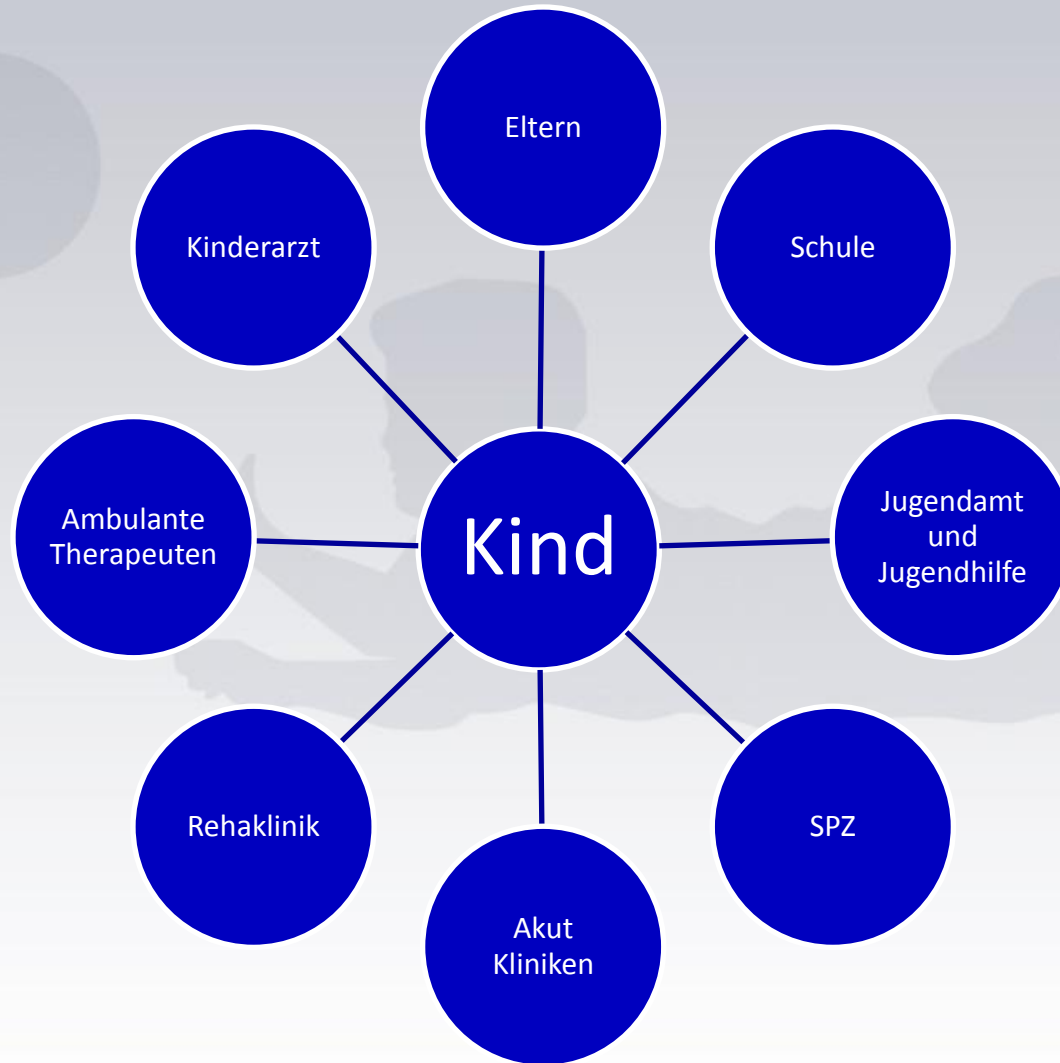 Eltern
Kinderarzt
Schule
Ambulante
Therapeuten
Kind
Jugendamt
und
Jugendhilfe
Rehaklinik
SPZ
Akut
Kliniken